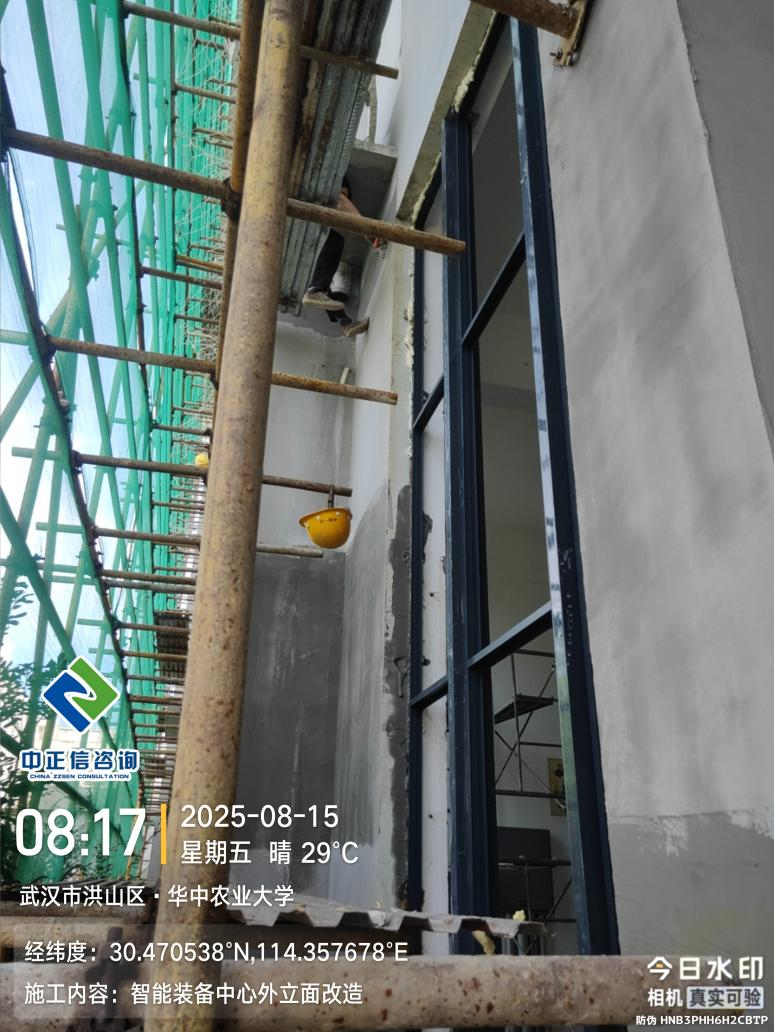 中正信咨询
CHINA ZZSEN CONSULTATION
08:17
2025-08-15
星期五 晴 29°C
武汉市洪山区·华中农业大学
经纬度：30.470538°N,114.357678°E
施工内容：智能装备中心外立面改造
今日水印
相机 真实可验
防伪 HNB3PHH6H2CBTP